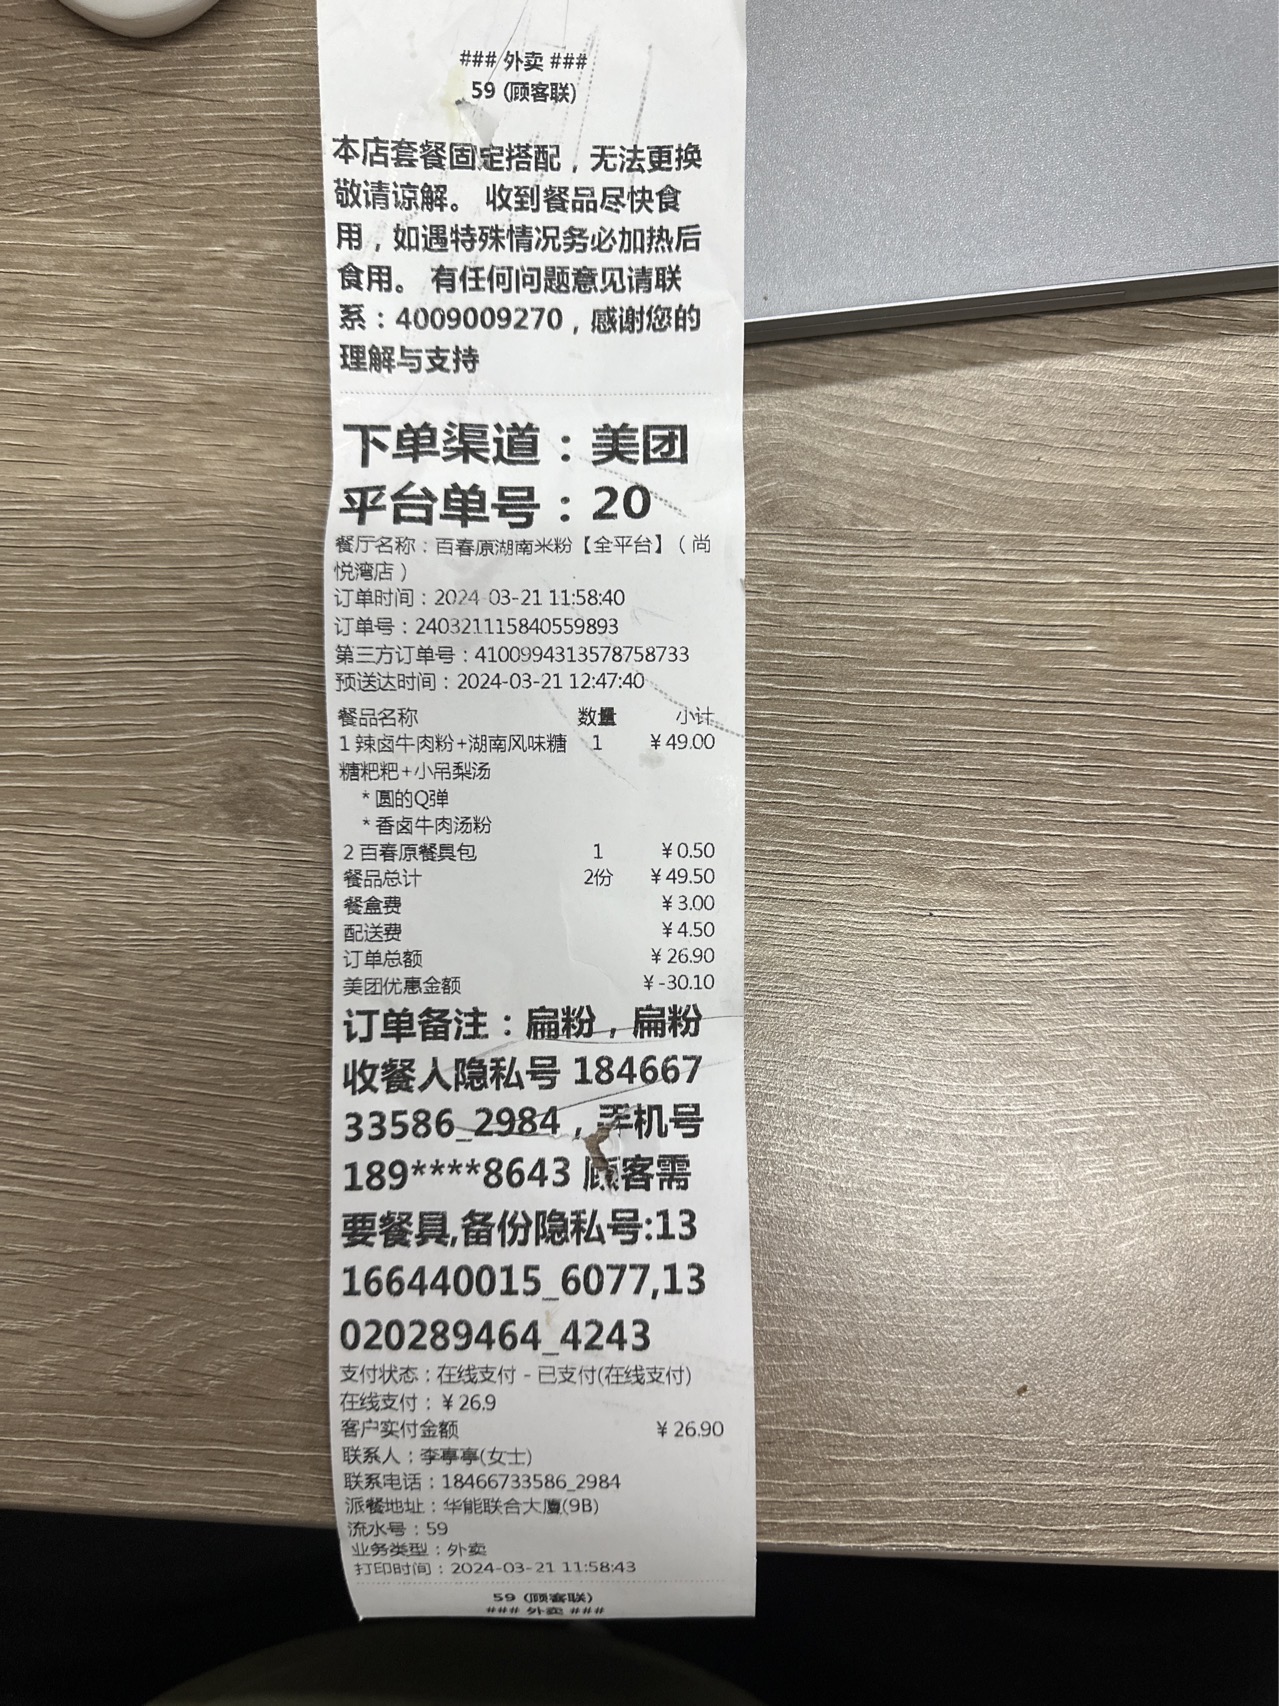 ### 外卖 ###
59 (顾客联)
本店套餐固定搭配，无法更换
敬请谅解。 收到餐品尽快食
用，如遇特殊情况务必加热后
食用。 有任何问题意见请联
系：4009009270，感谢您的
理解与支持
下单渠道：美团
平台单号：20
餐厅名称：百春原湖南米粉【全平台】（尚
悦湾店）
订单时间：2024-03-21 11:58:40
订单号：240321115840559893
第三方订单号：4100994313578758733
预送达时间：2024-03-21 12:47:40
餐品名称 数量 小计
1 辣卤牛肉粉+湖南风味糖 1 ￥49.00
糖粑粑+小吊梨汤
* 圆的Q弹
* 香卤牛肉汤粉
2 百春原餐具包 1 ￥0.50
餐品总计 2份 ￥49.50
餐盒费 ￥3.00
配送费 ￥4.50
订单总额 ￥26.90
美团优惠金额 ￥-30.10
订单备注：扁粉，扁粉
收餐人隐私号 184667
33586_2984，手机号
189****8643 顾客需
要餐具,备份隐私号:13
166440015_6077,13
020289464_4243
支付状态：在线支付 - 已支付(在线支付)
在线支付：￥26.9
客户实付金额 ￥26.90
联系人：李亭亭(女士)
联系电话：18466733586_2984
派餐地址：华能联合大厦(9B)
流水号：59
业务类型：外卖
打印时间：2024-03-21 11:58:43
59 (顾客联)
### 外卖 ###